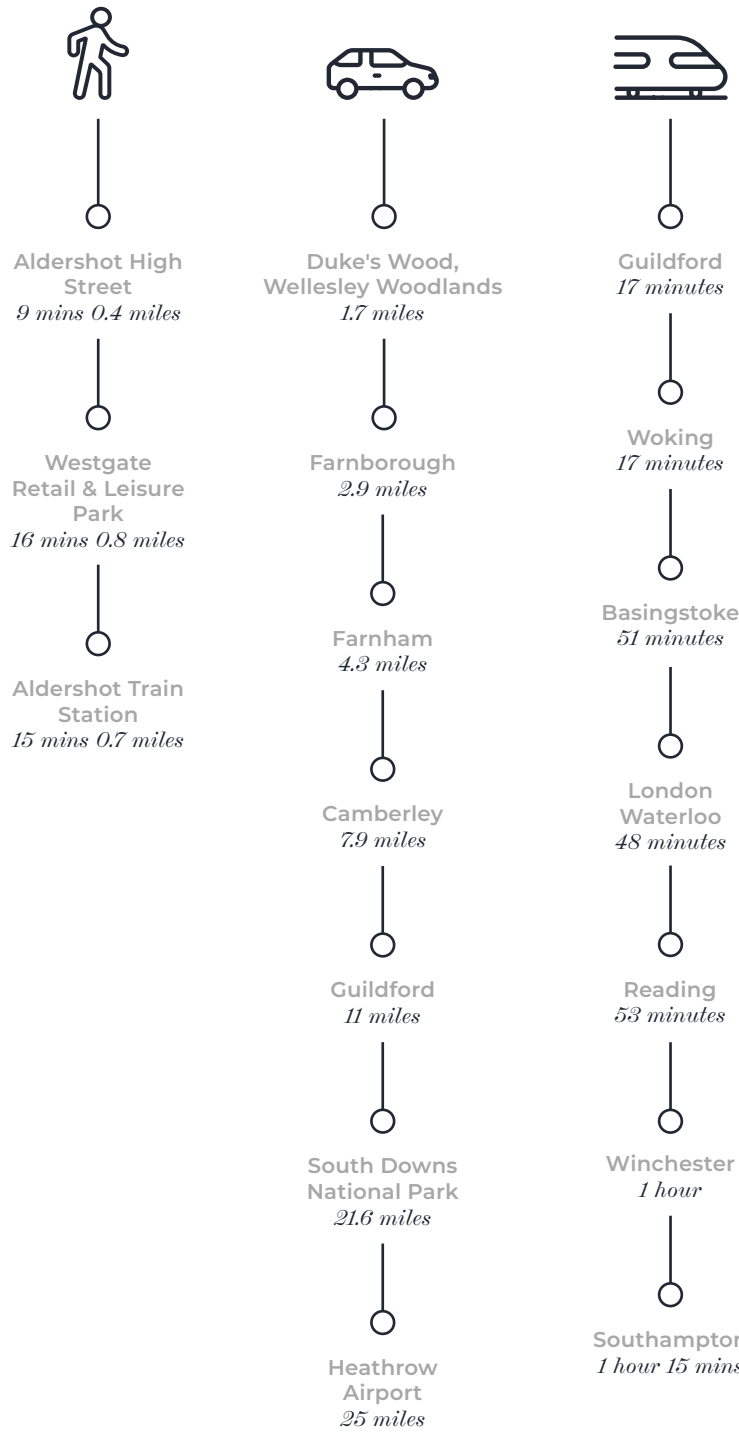 Aldershot High
Street
9 mins 0.4 miles
Westgate
Retail & Leisure
Park
16 mins 0.8 miles
Aldershot Train
Station
15 mins 0.7 miles
Duke's Wood,
Wellesley Woodlands
1.7 miles
Farnborough
2.9 miles
Farnham
4.3 miles
Camberley
7.9 miles
Guildford
11 miles
South Downs
National Park
21.6 miles
Heathrow
Airport
25 miles
Guildford
17 minutes
Woking
17 minutes
Basingstoke
51 minutes
London
Waterloo
48 minutes
Reading
53 minutes
Winchester
1 hour
Southampton
1 hour 15 mins